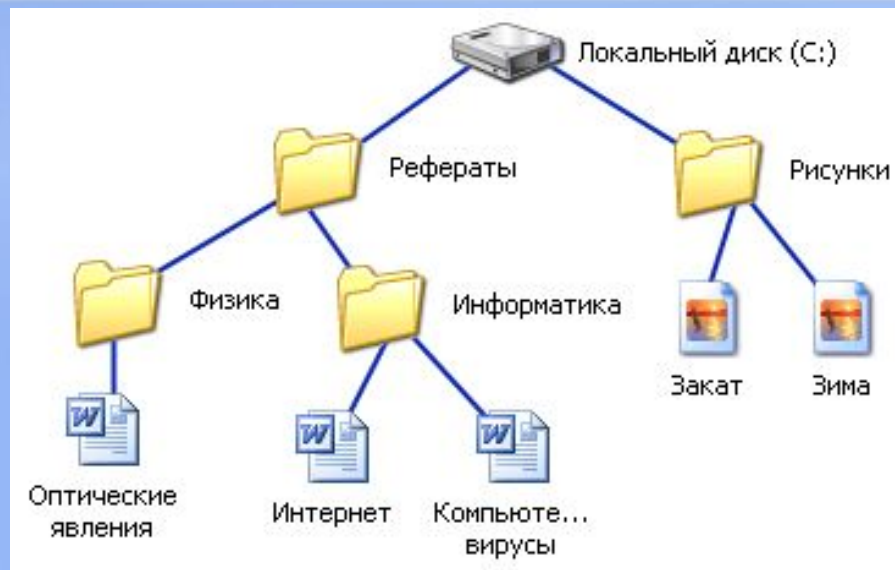 Локальный диск (C:)
Рефераты
Рисунки
Физика
Информатика
Закат
Зима
Оптические
явления
Интернет
Компьюте...
вирусы